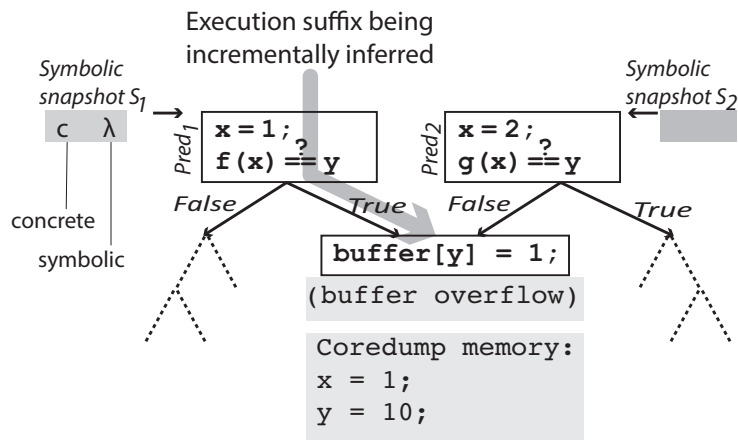 Execution suffix being
incrementally inferred
Symbolic
snapshot S1
c λ
concrete
symbolic
Pred1
x = 1;
?
f(x) == y
False
True
Pred2
x = 2;
?
g(x) == y
False
True
Symbolic
snapshot S2
buffer[y] = 1;
(buffer overflow)
Coredump memory:
x = 1;
y = 10;